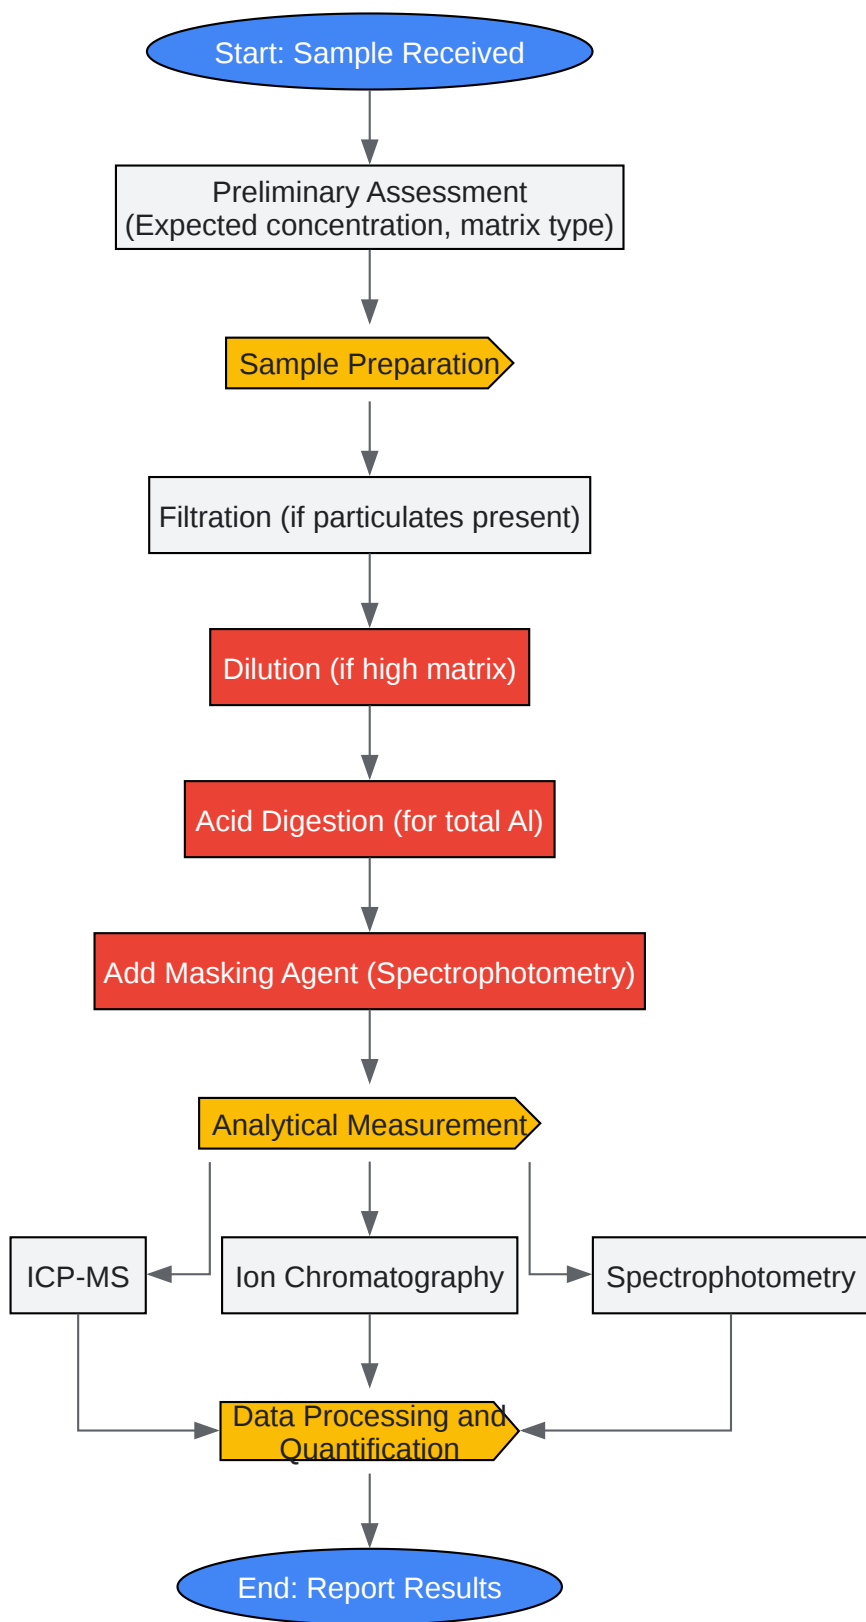 Start: Sample Received
Preliminary Assessment
(Expected concentration, matrix type)
Sample Preparation
Filtration (if particulates present)
Dilution (if high matrix)
Acid Digestion (for total Al)
Add Masking Agent (Spectrophotometry)
Analytical Measurement
ICP-MS
Ion Chromatography
Spectrophotometry
Data Processing and
Quantification
End: Report Results